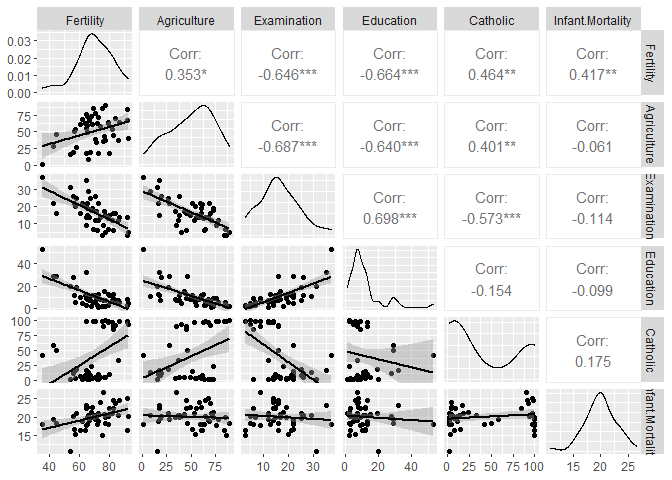 Fertility Agriculture Examination Education Catholic Infant.Mortality
0.03
0.02
0.01
0.00
Corr:
0.353*
Corr:
-0.646***
Corr:
-0.664***
Corr:
0.464**
Corr:
0.417**
Fertility
75
50
25
0
Corr:
-0.687***
Corr:
-0.640***
Corr:
0.401**
Corr:
-0.061
Agriculture
30
20
10
Corr:
0.698***
Corr:
-0.573***
Corr:
-0.114
Examination
40
20
0
Corr:
-0.154
Corr:
-0.099
Education
100
75
50
25
0
Corr:
0.175
Catholic
25
20
15
nfant.Mortalit
40 60 80 0 25 50 75 0 10 20 30 0 20 40 0 25 50 75 100 15 20 25